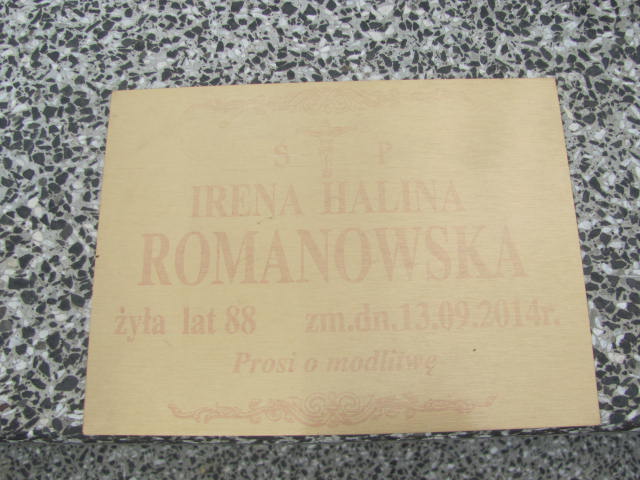 S P
IRENA HALINA
ROMANOWSKA
żyła lat 88 zm.dn.13.09.2014r.
Prosi o modlitwę